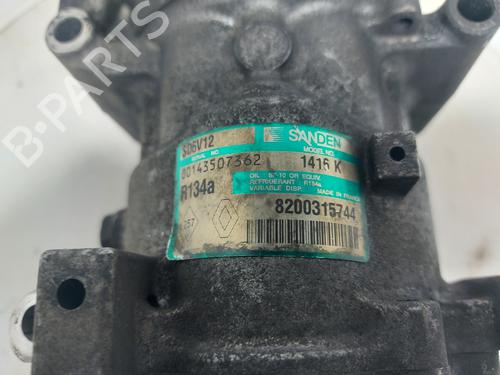 B-PARTS
SD6V12
SANDEN
SERIAL NO.
MODEL NO.
00143507362
1416 K
R134a
OIL SP-10 OR EQUIV.
REFRIGERANT R134a
VARIABLE DISP. MADE IN FRANCE
8200315744